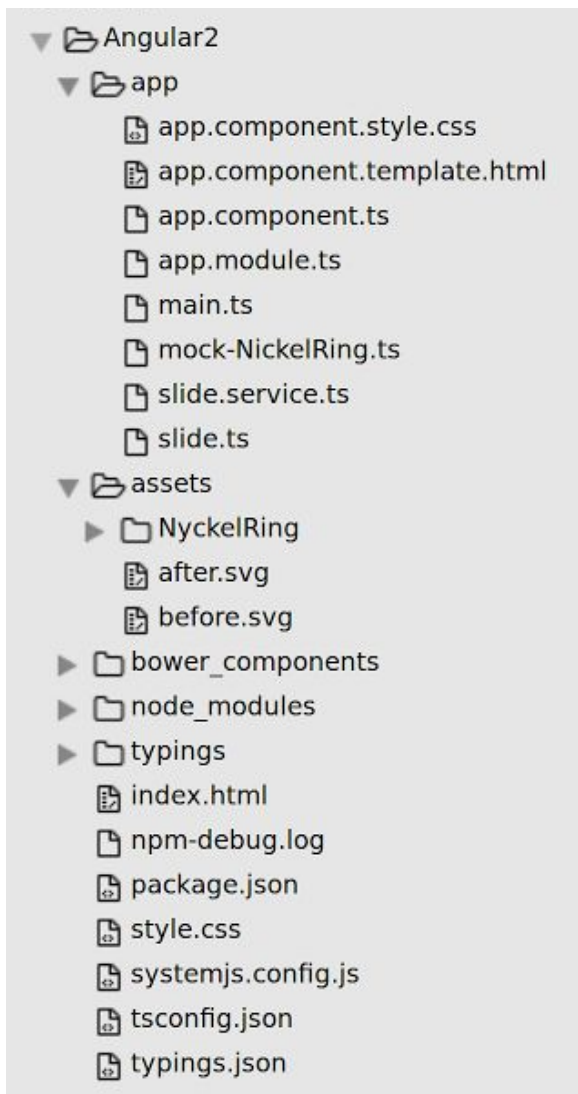 Angular2
app
app.component.style.css
app.component.template.html
app.component.ts
app.module.ts
main.ts
mock-NickelRing.ts
slide.service.ts
slide.ts
assets
NyckelRing
after.svg
before.svg
bower_components
node_modules
typings
index.html
npm-debug.log
package.json
style.css
systemjs.config.js
tsconfig.json
typings.json